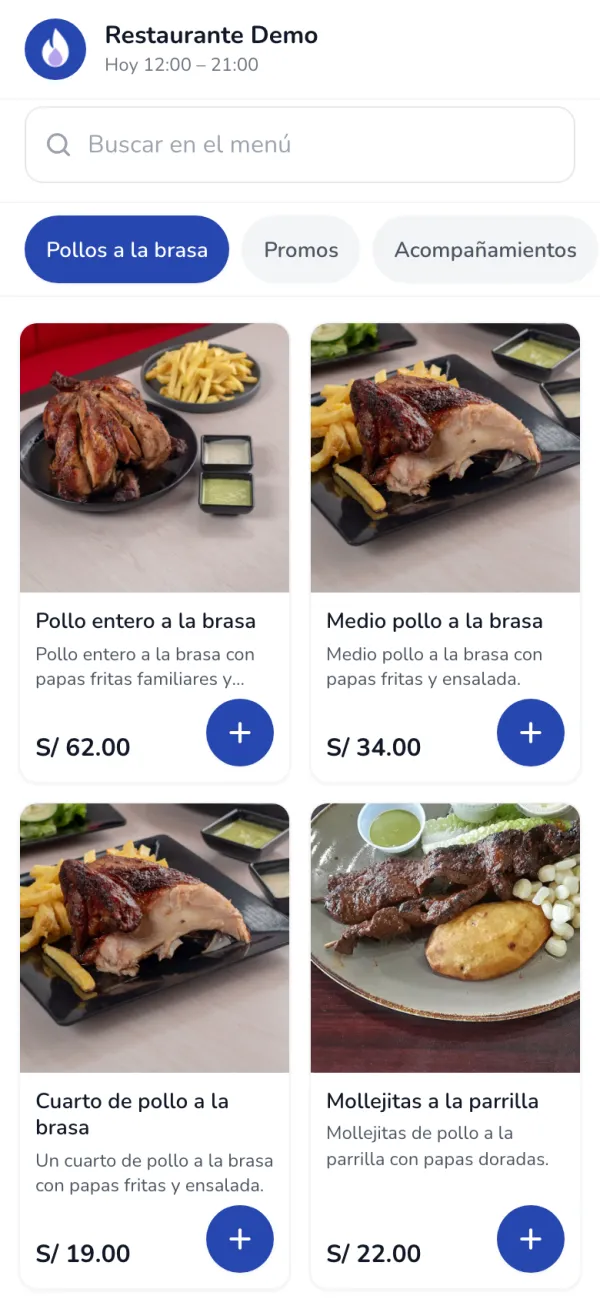 Restaurante Demo
Hoy 12:00 – 21:00
Buscar en el menú
Pollos a la brasa
Promos
Acompañamientos
Pollo entero a la brasa
Pollo entero a la brasa con
papas fritas familiares y...
S/ 62.00
+
Medio pollo a la brasa
Medio pollo a la brasa con
papas fritas y ensalada.
S/ 34.00
+
Cuarto de pollo a la
brasa
Un cuarto de pollo a la brasa
con papas fritas y ensalada.
S/ 19.00
+
Mollejitas a la parrilla
Mollejitas de pollo a la
parrilla con papas doradas.
S/ 22.00
+